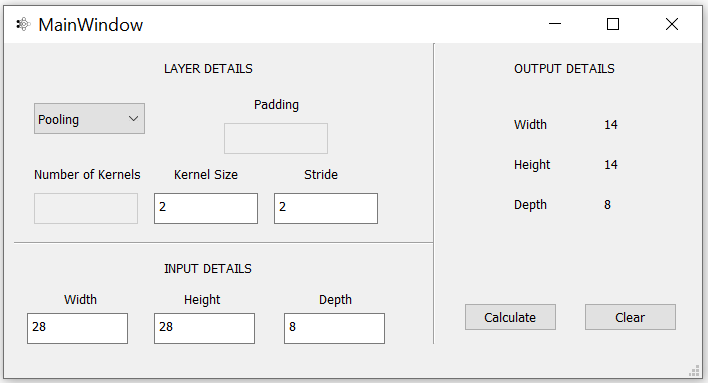 MainWindow
LAYER DETAILS
Pooling
Padding
Number of Kernels
Kernel Size
Stride
2
2
INPUT DETAILS
Width
Height
Depth
28
28
8
OUTPUT DETAILS
Width 14
Height 14
Depth 8
Calculate
Clear